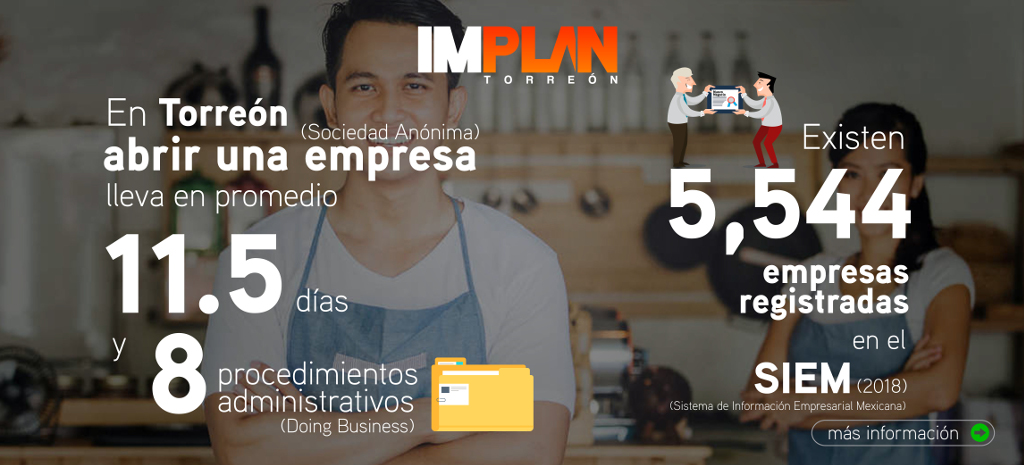 IMPLAN
TORREÓN
En Torreón (Sociedad Anónima)
abrir una empresa
lleva en promedio
11.5 días
y 8 procedimientos
administrativos
(Doing Business)
Existen
5,544
empresas
registradas
en el
SIEM (2018)
(Sistema de Información Empresarial Mexicana)
más información